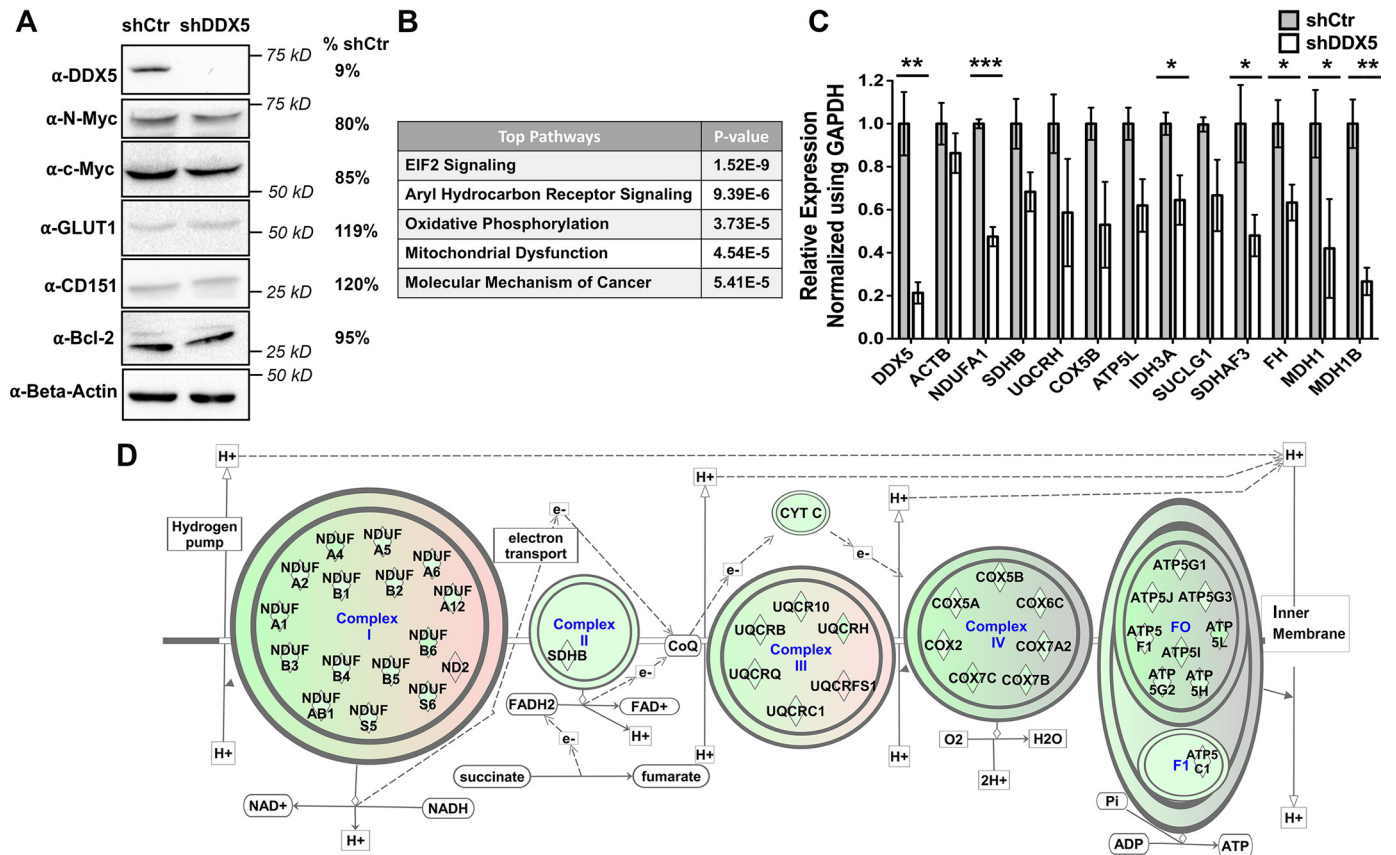 A
shCtr shDDX5
% shCtr
α-DDX5
75 kD
9%
α-N-Myc
75 kD
80%
α-c-Myc
50 kD
85%
α-GLUT1
50 kD
119%
α-CD151
25 kD
120%
α-Bcl-2
25 kD
95%
α-Beta-Actin
50 kD
B
Top Pathways P-value
EIF2 Signaling 1.52E-9
Aryl Hydrocarbon Receptor Signaling 9.39E-6
Oxidative Phosphorylation 3.73E-5
Mitochondrial Dysfunction 4.54E-5
Molecular Mechanism of Cancer 5.41E-5
C
shCtr
shDDX5
** *** * * * * **
Relative Expression
Normalized using GAPDH
1.2
1.0
0.8
0.6
0.4
0.2
0.0
DDX5
ACTB
NDUFA1
SDHB
UQCRH
COX5B
ATP5L
IDH3A
SUCLG1
SDHAF3
FH
MDH1
MDH1B
D
H+
H+
H+
H+
Hydrogen
pump
e-
electron
transport
CYT C
e-
e-
NDUF
A4
NDUF
A5
NDUF
A6
NDUF
A2
NDUF
B1
NDUF
B2
NDUF
A12
NDUF
A1
Complex
I
NDUF
B6
NDUF
B3
NDUF
B4
NDUF
B5
ND2
NDUF
AB1
NDUF
S5
NDUF
S6
Complex
II
SDHB
CoQ
e-
FADH2
FAD+
H+
e-
succinate
fumarate
UQCR10
UQCRB
UQCRH
Complex
III
UQCRQ
UQCRFS1
UQCRC1
COX5B
COX5A
COX6C
Complex
IV
COX2
COX7A2
COX7C
COX7B
O2
H2O
2H+
ATP5G1
ATP5J
ATP5G3
ATP5
F1
FO
ATP
5L
ATP5I
ATP
5G2
ATP
5H
F1
ATP5
C1
Inner
Membrane
H+
H+
H+
H+
NAD+
NADH
H+
Pi
ADP
ATP